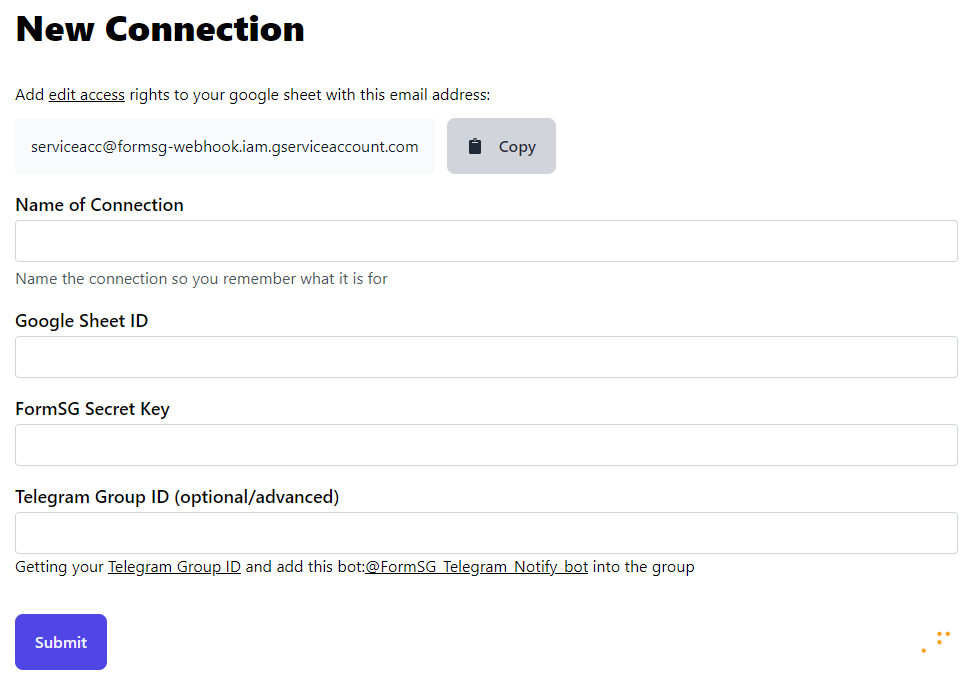 New Connection
Add edit access rights to your google sheet with this email address:
serviceacc@formsg-webhook.iam.gserviceaccount.com
Copy
Name of Connection
Name the connection so you remember what it is for
Google Sheet ID
FormSG Secret Key
Telegram Group ID (optional/advanced)
Getting your Telegram Group ID and add this bot:@FormSG_Telegram_Notify_bot into the group
Submit